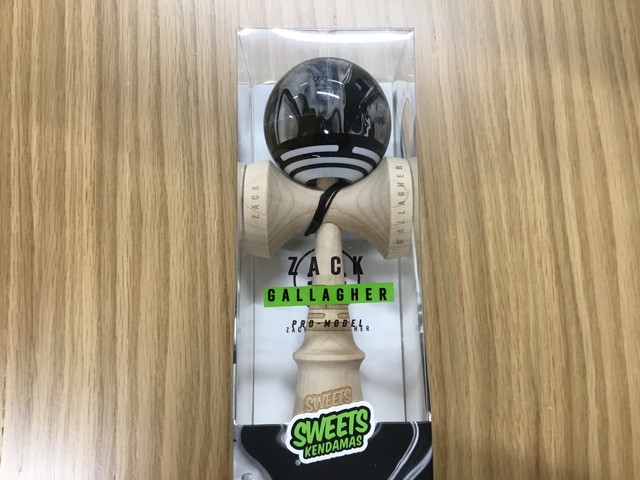 ZACK
GALLAGHER
ZACK
GALLAGHER
PRO-MODEL
SWEETS
SWEETS
KENDAMAS